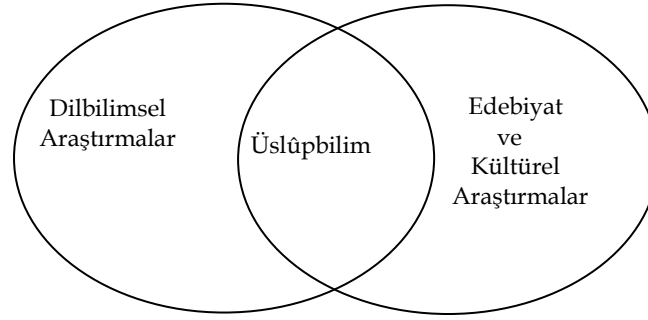 Dilbilimsel
Araştırmalar
Üslûpbilim
Edebiyat
ve
Kültürel
Araştırmalar